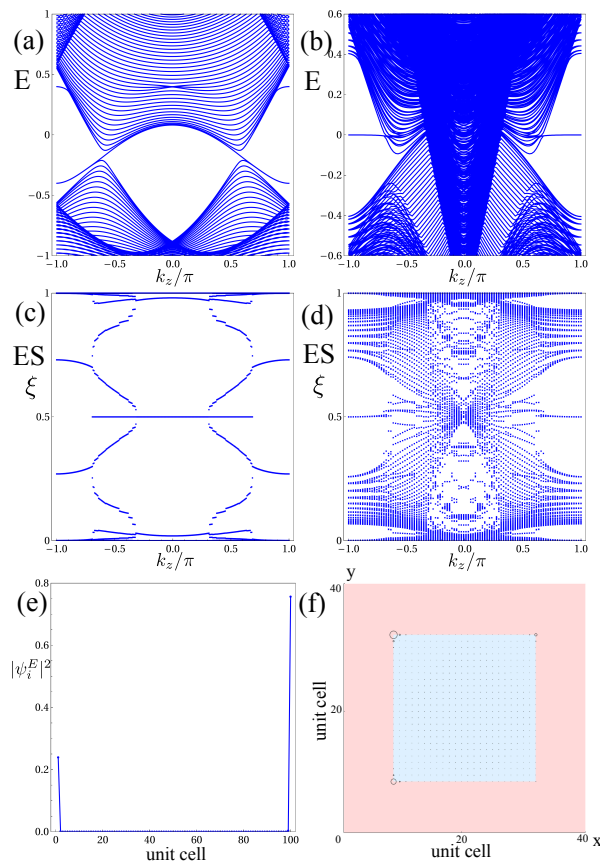 (a)
E
1
0.5
0
-0.5
-1
-1.0 -0.5 0.0 0.5 1.0
k_z/π
(b)
E
0.6
0.4
0.2
0
-0.2
-0.4
-0.6
-1.0 -0.5 0.0 0.5 1.0
k_z/π
(c)
ES
ξ
1
0.5
0
-1.0 -0.5 0.0 0.5 1.0
k_z/π
(d)
ES
ξ
1
0.5
0
-1.0 -0.5 0.0 0.5 1.0
k_z/π
(e)
|ψ_i^E|^2
0.8
0.6
0.4
0.2
0.0
0 20 40 60 80 100
unit cell
(f)
y
40
20
0
unit cell
0 20 40
x
unit cell